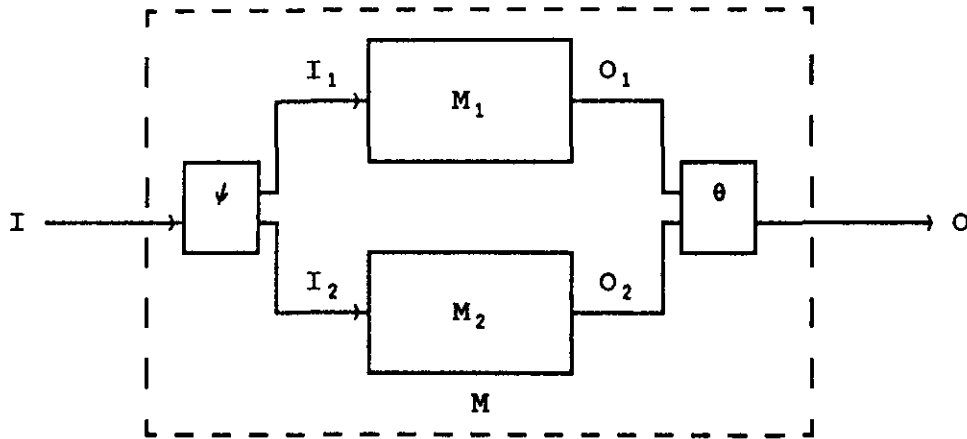 I₁
O₁
M₁
ψ
θ
I
O
I₂
O₂
M₂
M